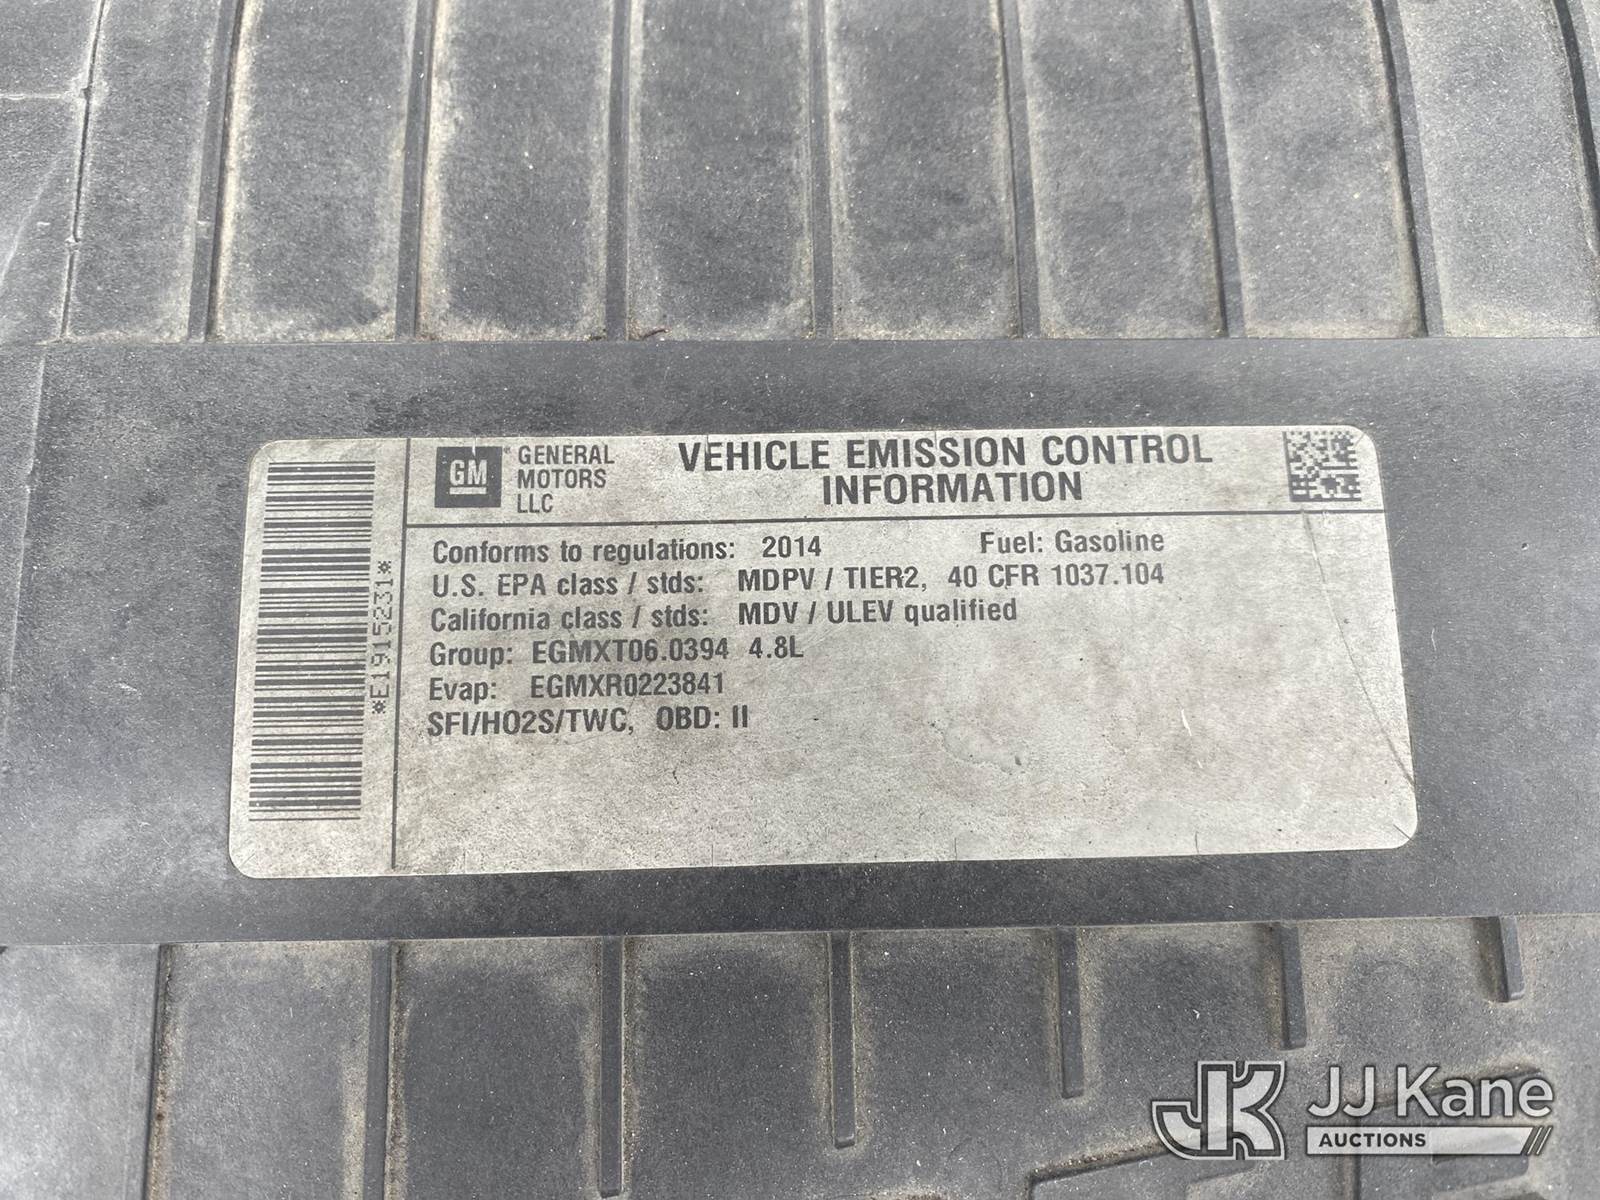 GM
GENERAL
MOTORS
LLC
VEHICLE EMISSION CONTROL
INFORMATION
Conforms to regulations: 2014 Fuel: Gasoline
U.S. EPA class / stds: MDPV / TIER2, 40 CFR 1037.104
California class / stds: MDV / ULEV qualified
Group: EGMXT06.0394 4.8L
Evap: EGMXR0223841
SFI/HO2S/TWC, OBD: II
*E1915231*
JK JJ Kane
AUCTIONS